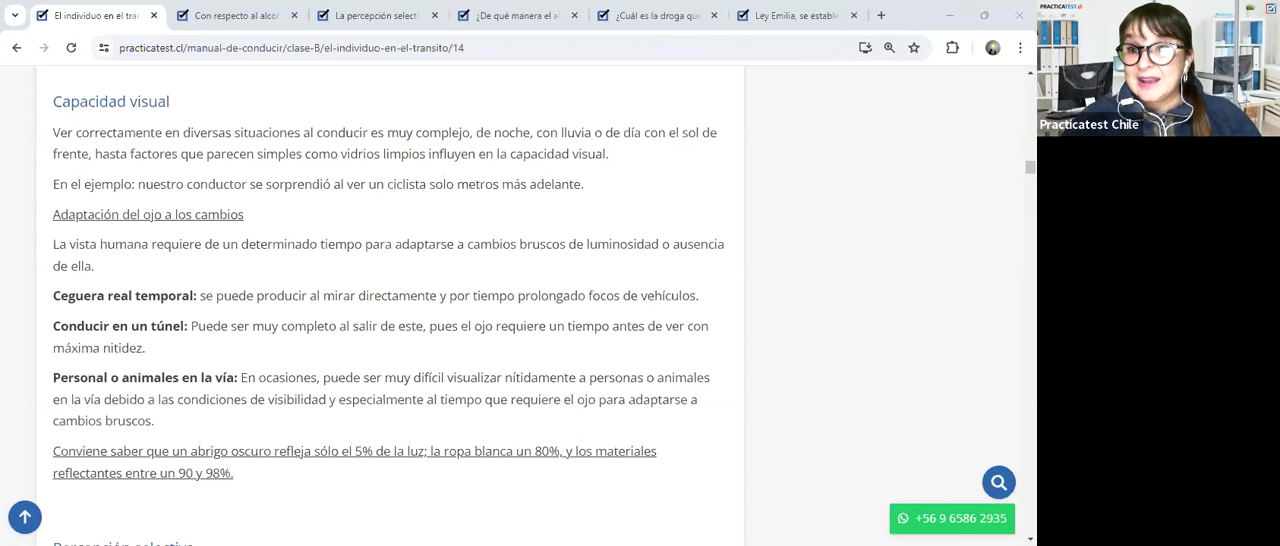 El individuo en el trán
Con respecto al alcoh
La percepción selecti
¿De qué manera el a
¿Cuál es la droga qu
Ley Emilia, se estable
practicatest.cl/manual-de-conducir/clase-B/el-individuo-en-el-transito/14
PRACTICATEST.cl
Practicatest Chile
Capacidad visual
Ver correctamente en diversas situaciones al conducir es muy complejo, de noche, con lluvia o de día con el sol de
frente, hasta factores que parecen simples como vidrios limpios influyen en la capacidad visual.
En el ejemplo: nuestro conductor se sorprendió al ver un ciclista solo metros más adelante.
Adaptación del ojo a los cambios
La vista humana requiere de un determinado tiempo para adaptarse a cambios bruscos de luminosidad o ausencia
de ella.
Ceguera real temporal: se puede producir al mirar directamente y por tiempo prolongado focos de vehículos.
Conducir en un túnel: Puede ser muy completo al salir de este, pues el ojo requiere un tiempo antes de ver con
máxima nitidez.
Personal o animales en la vía: En ocasiones, puede ser muy difícil visualizar nítidamente a personas o animales
en la vía debido a las condiciones de visibilidad y especialmente al tiempo que requiere el ojo para adaptarse a
cambios bruscos.
Conviene saber que un abrigo oscuro refleja sólo el 5% de la luz; la ropa blanca un 80%, y los materiales
reflectantes entre un 90 y 98%.
+56 9 6586 2935